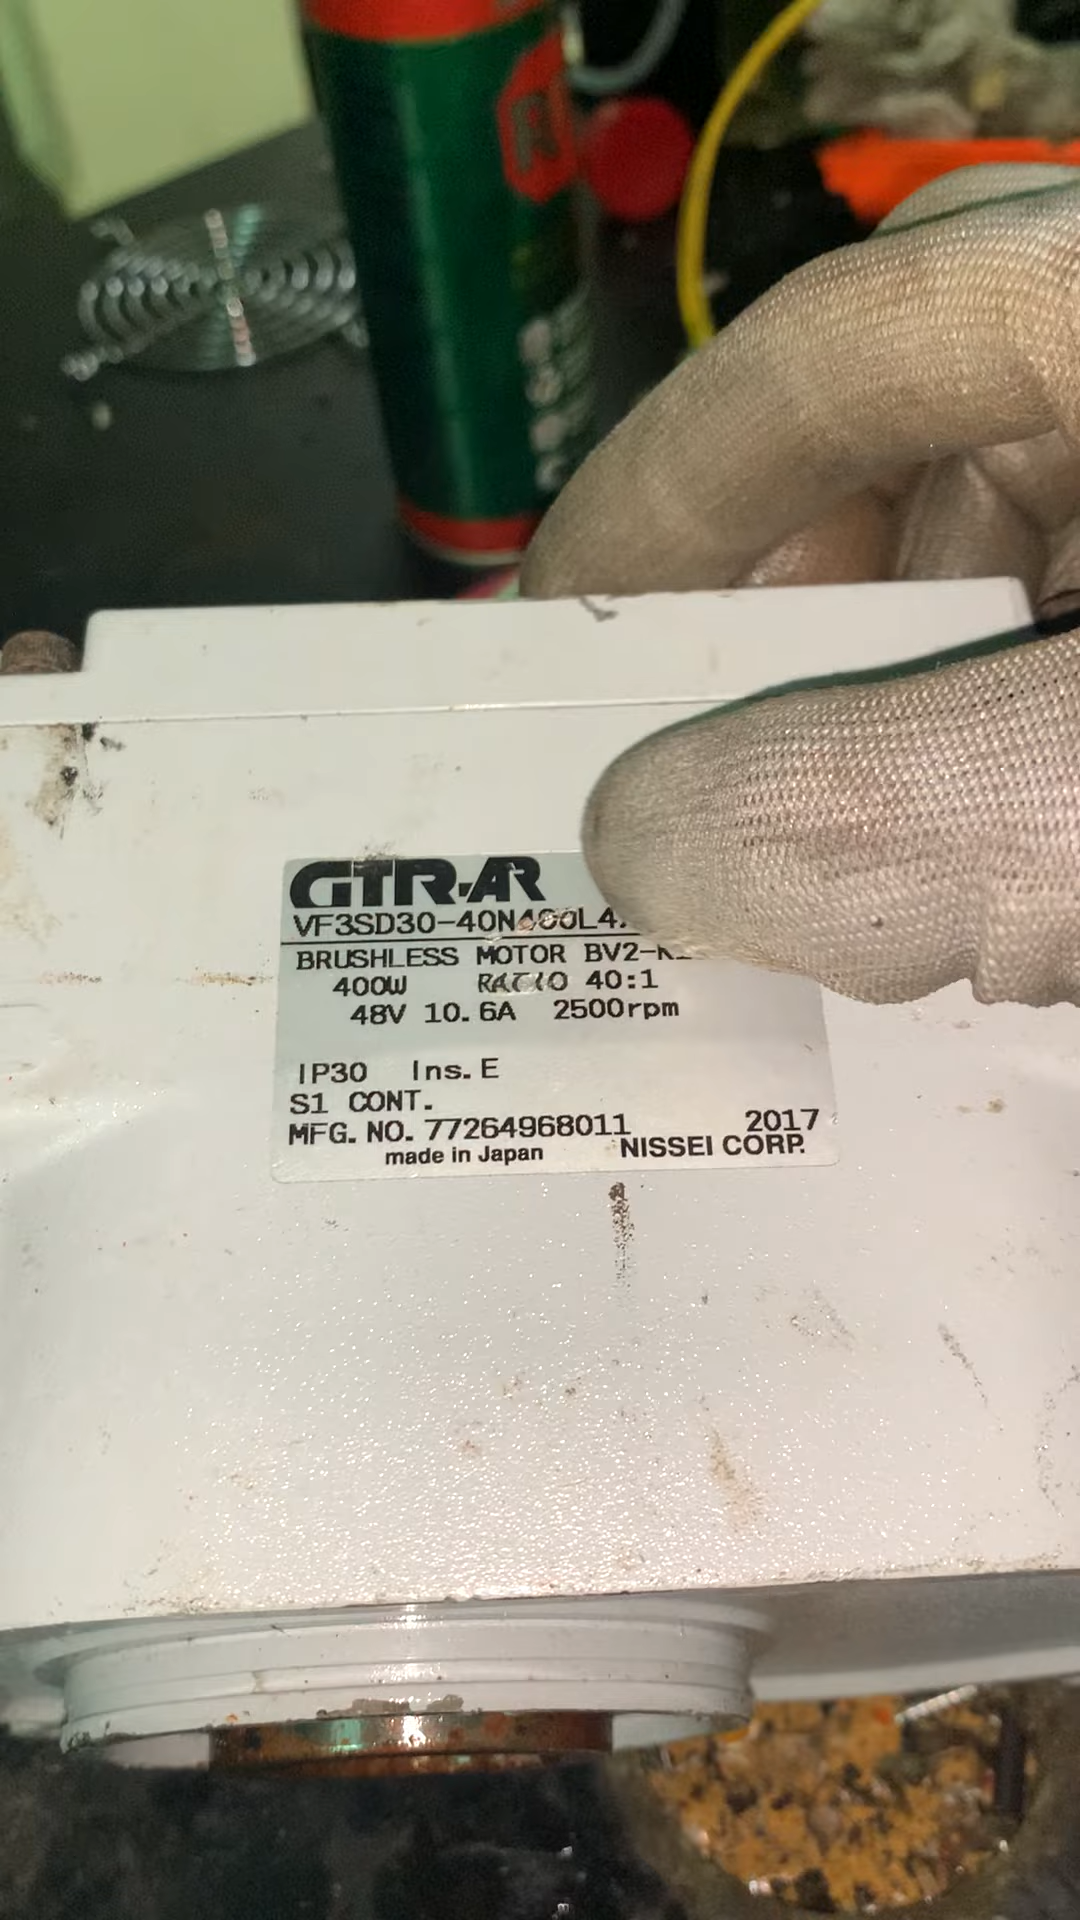 GTR-AR
VF3SD30-40N400L4
BRUSHLESS MOTOR BV2-
400W RATIO 40:1
48V 10.6A 2500rpm
IP30 Ins.E
S1 CONT.
MFG.NO.77264968011 2017
made in Japan NISSEI CORP.